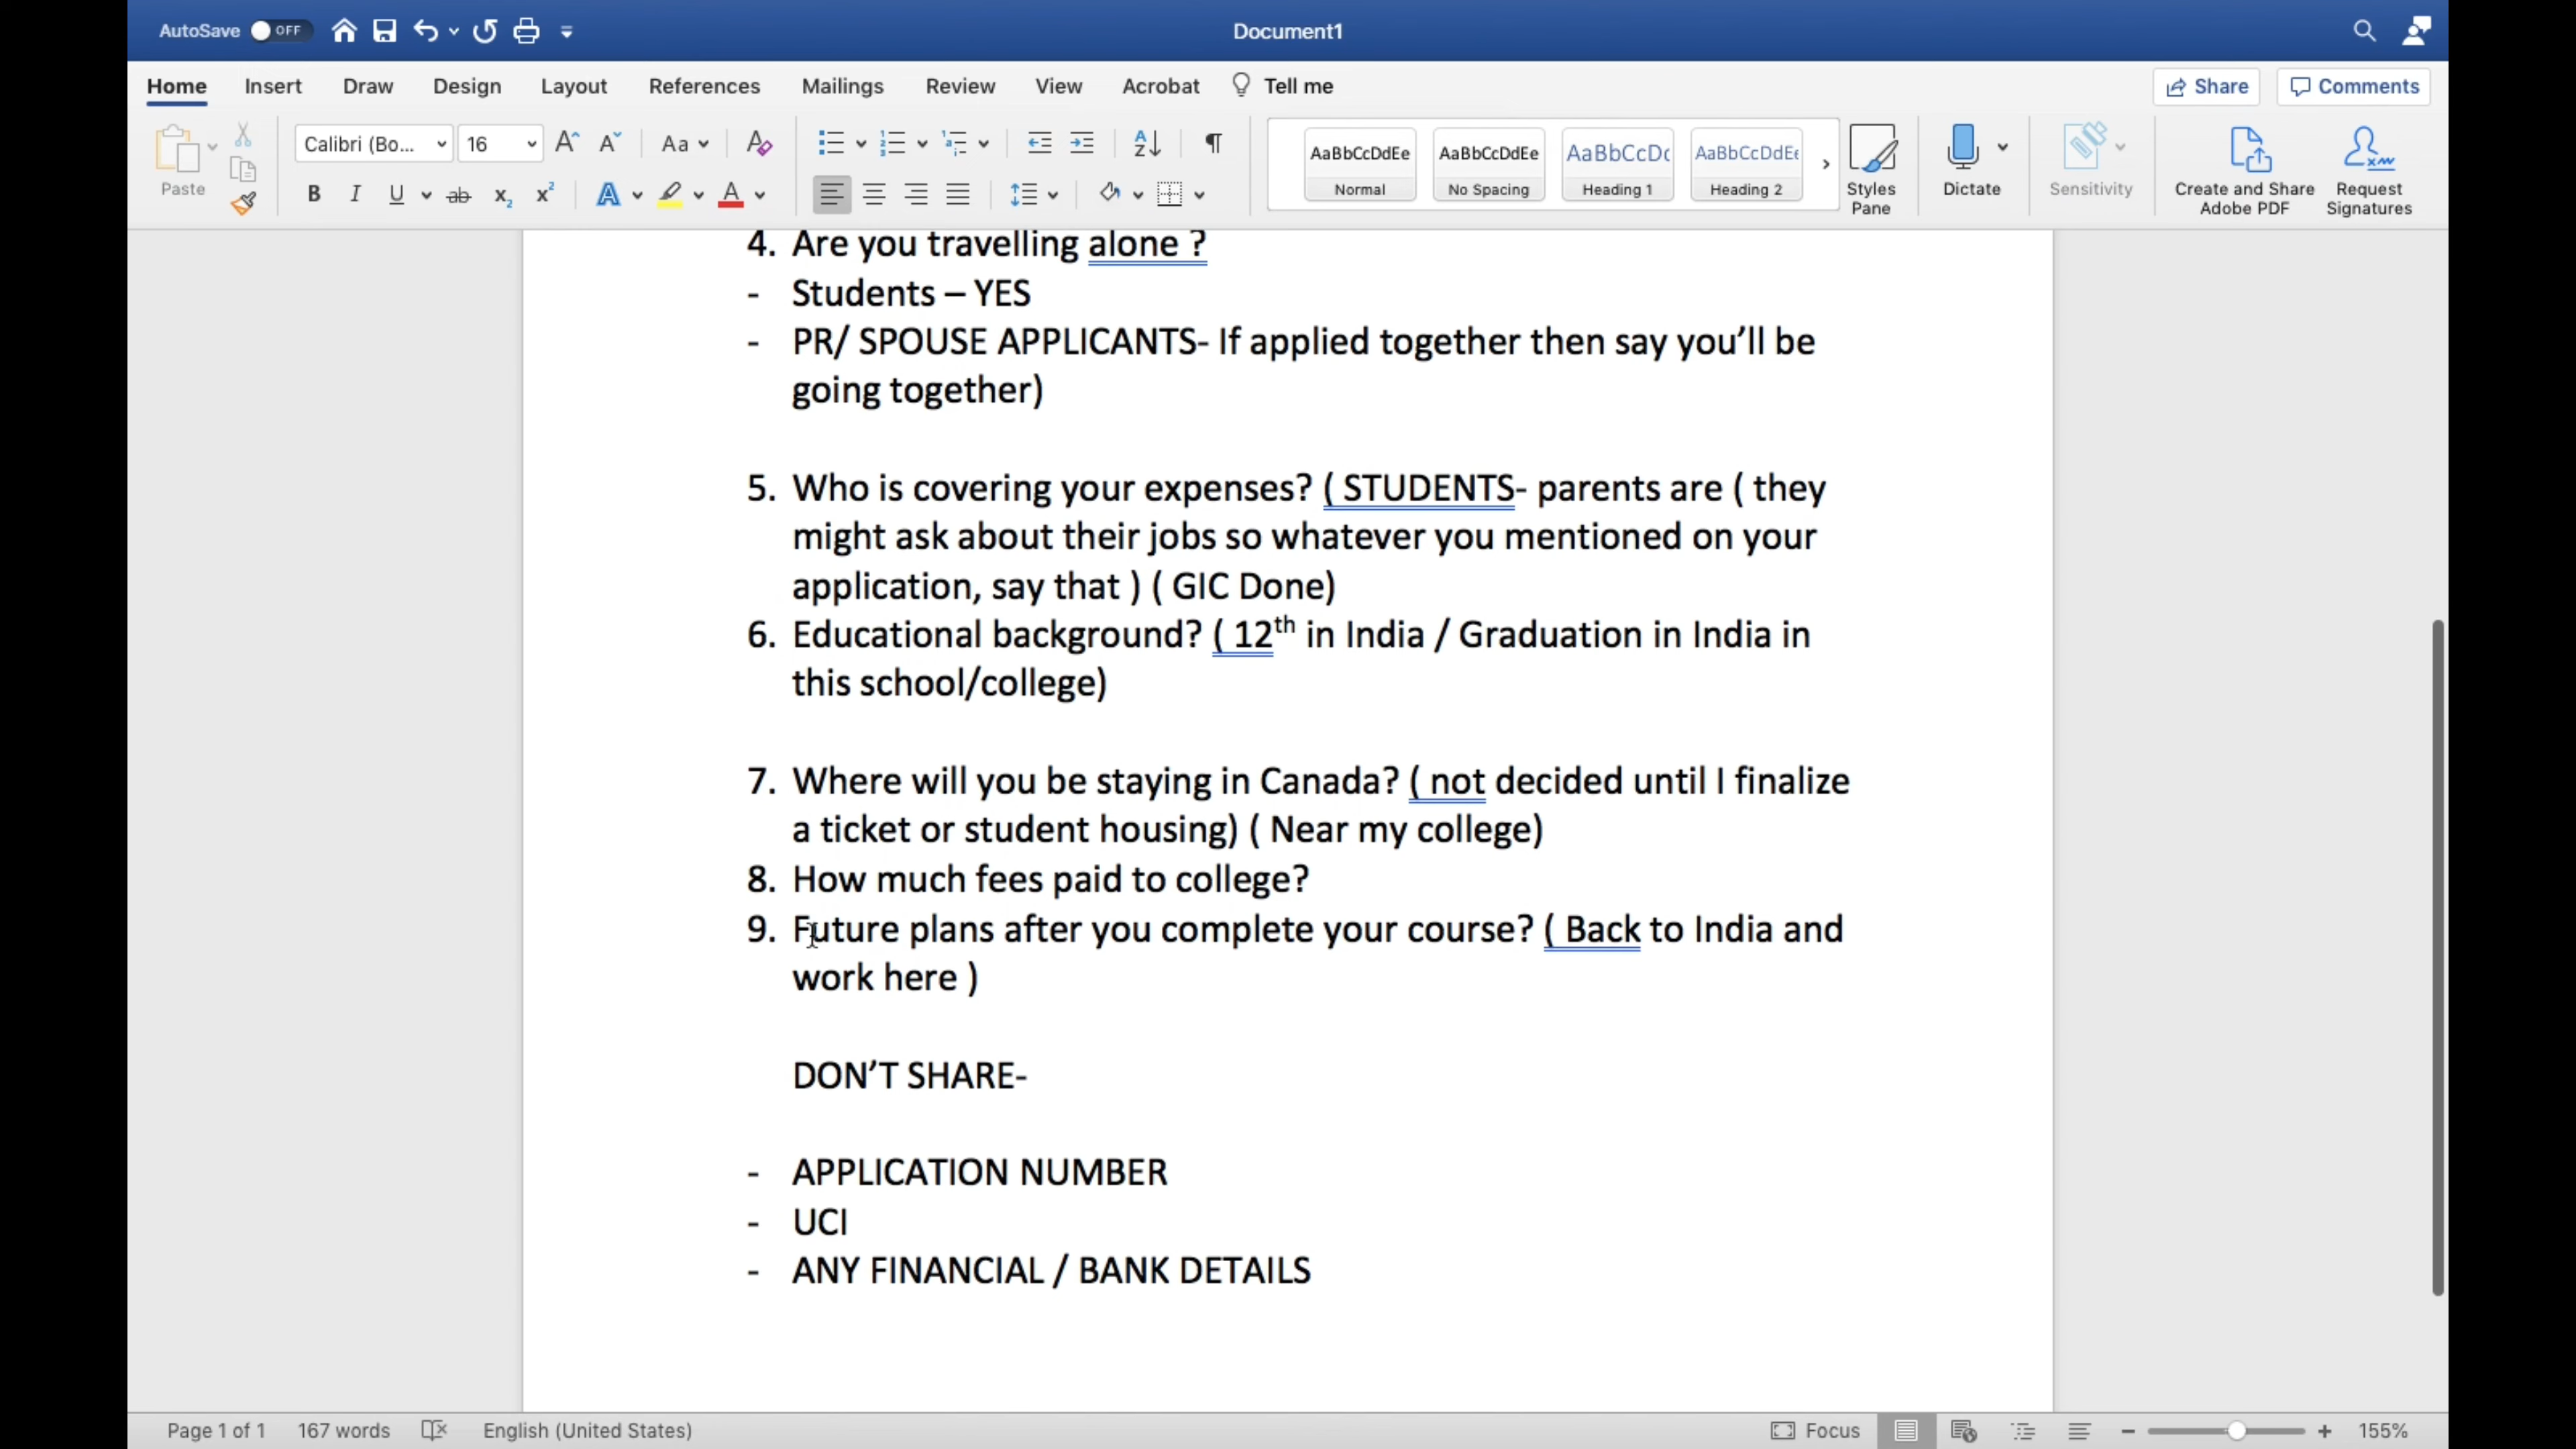 AutoSave OFF Document1
Home Insert Draw Design Layout References Mailings Review View Acrobat Tell me Share Comments
Paste Calibri (Bo... 16 Aa AaBbCcDdEe AaBbCcDdEe AaBbCcDc AaBbCcDdEe
Normal No Spacing Heading 1 Heading 2 Styles Pane Dictate Sensitivity Create and Share Adobe PDF Request Signatures
4. Are you travelling alone ?
- Students – YES
- PR/ SPOUSE APPLICANTS- If applied together then say you’ll be
going together)
5. Who is covering your expenses? ( STUDENTS- parents are ( they
might ask about their jobs so whatever you mentioned on your
application, say that ) ( GIC Done)
6. Educational background? ( 12th in India / Graduation in India in
this school/college)
7. Where will you be staying in Canada? ( not decided until I finalize
a ticket or student housing) ( Near my college)
8. How much fees paid to college?
9. Future plans after you complete your course? ( Back to India and
work here )
DON’T SHARE-
- APPLICATION NUMBER
- UCI
- ANY FINANCIAL / BANK DETAILS
Page 1 of 1 167 words English (United States) Focus 155%